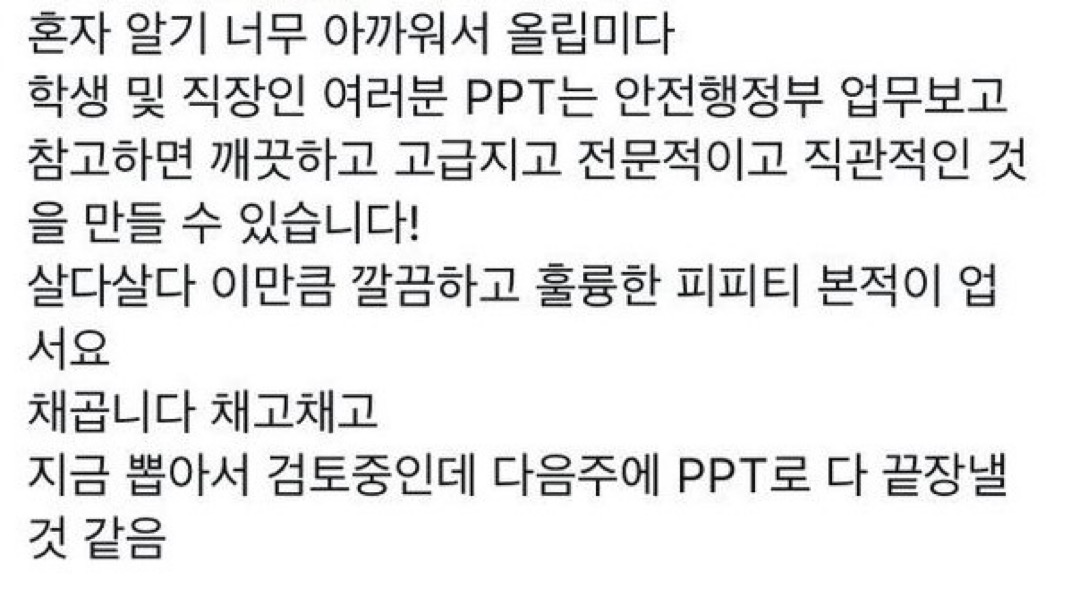 혼자 알기 너무 아까워서 올립미다
학생 및 직장인 여러분 PPT는 안전행정부 업무보고
참고하면 깨끗하고 고급지고 전문적이고 직관적인 것
을 만들 수 있습니다!
살다살다 이만큼 깔끔하고 훌륭한 피피티 본적이 업
서요
채곱니다 채고채고
지금 뽑아서 검토중인데 다음주에 PPT로 다 끝장낼
것 같음